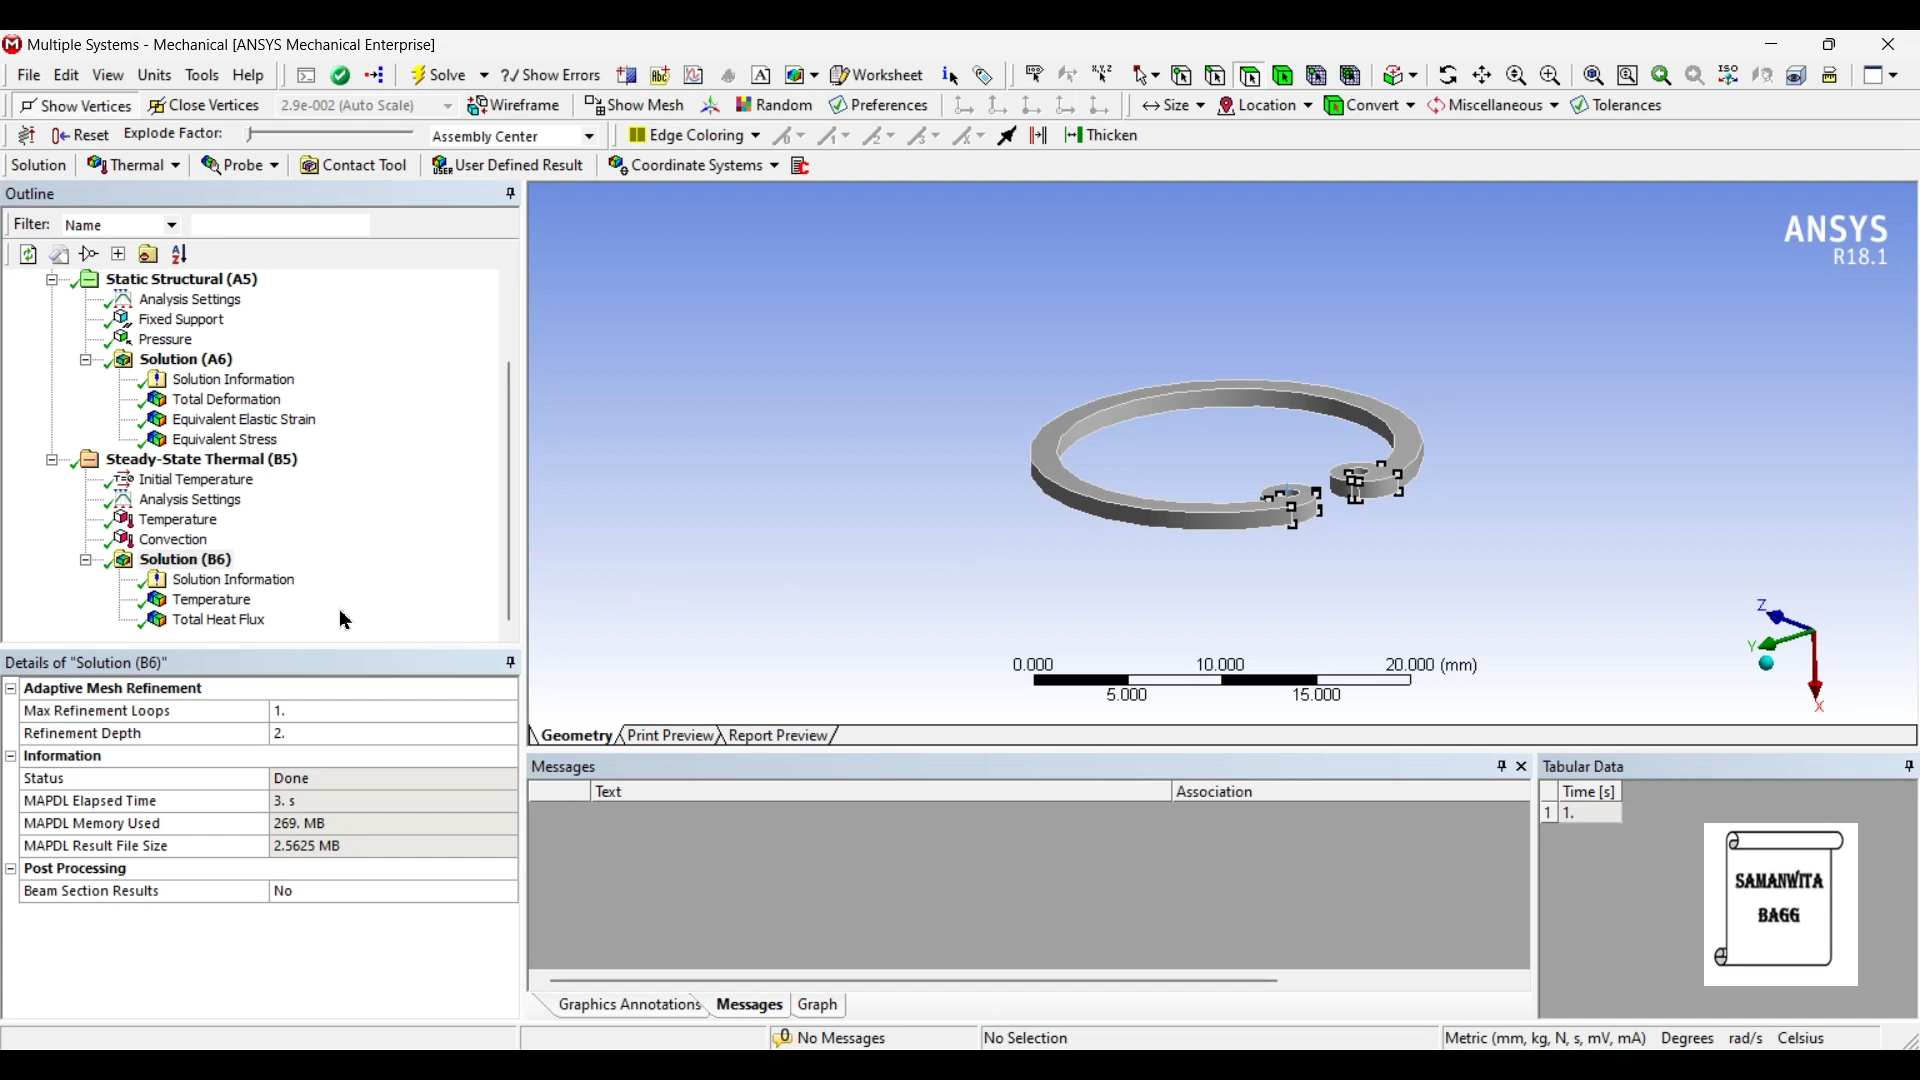 Multiple Systems - Mechanical [ANSYS Mechanical Enterprise]
File Edit View Units Tools Help Solve ?/ Show Errors Worksheet
Show Vertices Close Vertices 2.9e-002 (Auto Scale) Wireframe Show Mesh Random Preferences Size Location Convert Miscellaneous Tolerances
Reset Explode Factor: Assembly Center Edge Coloring Thicken
Solution Thermal Probe Contact Tool User Defined Result Coordinate Systems
Outline
Filter: Name
Static Structural (A5)
Analysis Settings
Fixed Support
Pressure
Solution (A6)
Solution Information
Total Deformation
Equivalent Elastic Strain
Equivalent Stress
Steady-State Thermal (B5)
Initial Temperature
Analysis Settings
Temperature
Convection
Solution (B6)
Solution Information
Temperature
Total Heat Flux
Details of "Solution (B6)"
Adaptive Mesh Refinement
Max Refinement Loops 1.
Refinement Depth 2.
Information
Status Done
MAPDL Elapsed Time 3. s
MAPDL Memory Used 269. MB
MAPDL Result File Size 2.5625 MB
Post Processing
Beam Section Results No
ANSYS
R18.1
Z
Y
X
0.000 10.000 20.000 (mm)
5.000 15.000
Geometry Print Preview Report Preview
Messages
Text Association
Graphics Annotations Messages Graph
Tabular Data
Time [s]
1 1.
SAMANWITA
BAGG
No Messages No Selection Metric (mm, kg, N, s, mV, mA) Degrees rad/s Celsius